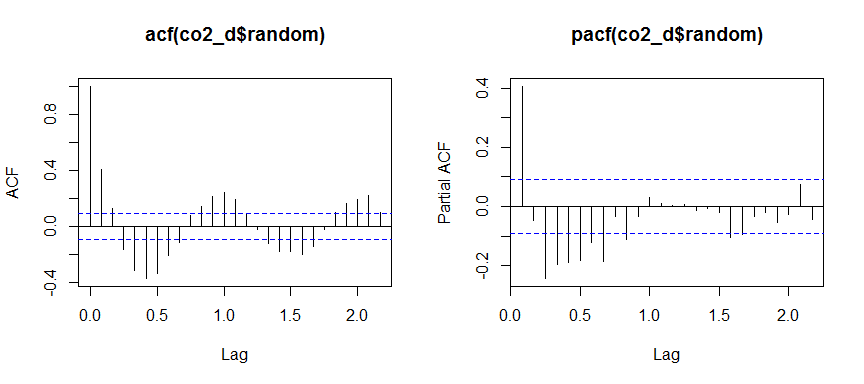 acf(co2_d$random)
ACF
-0.4 0.0 0.4 0.8
0.0 0.5 1.0 1.5 2.0
Lag
pacf(co2_d$random)
Partial ACF
-0.2 0.0 0.2 0.4
0.0 0.5 1.0 1.5 2.0
Lag